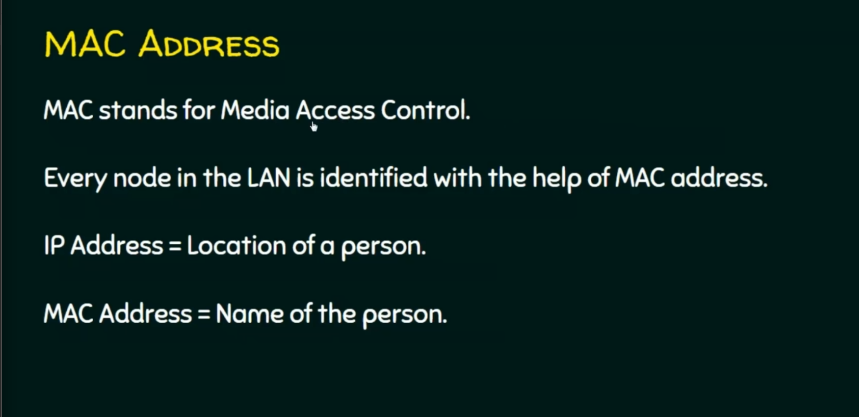 MAC Address
MAC stands for Media Access Control.
Every node in the LAN is identified with the help of MAC address.
IP Address = Location of a person.
MAC Address = Name of the person.